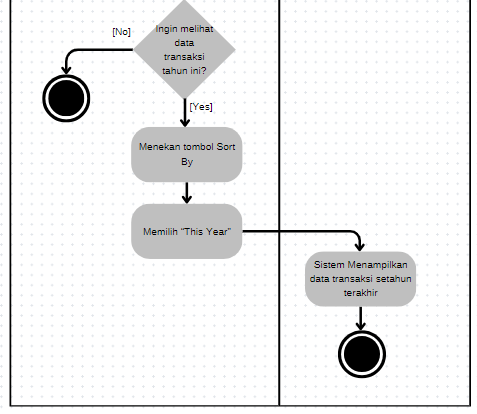 [No]
Ingin melihat
data
transaksi
tahun ini?
[Yes]
Menekan tombol Sort
By
Memilih "This Year"
Sistem Menampilkan
data transaksi setahun
terakhir